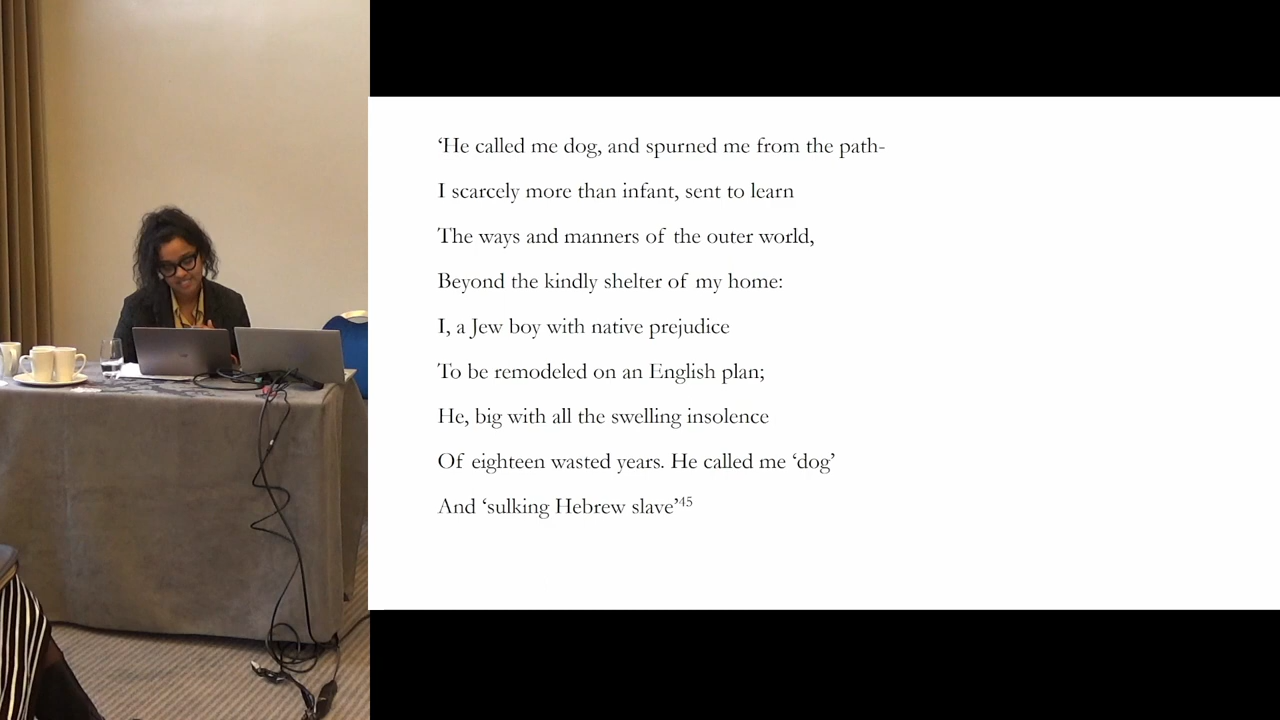 ‘He called me dog, and spurned me from the path-
I scarcely more than infant, sent to learn
The ways and manners of the outer world,
Beyond the kindly shelter of my home:
I, a Jew boy with native prejudice
To be remodeled on an English plan;
He, big with all the swelling insolence
Of eighteen wasted years. He called me ‘dog’
And ‘sulking Hebrew slave’⁴⁵